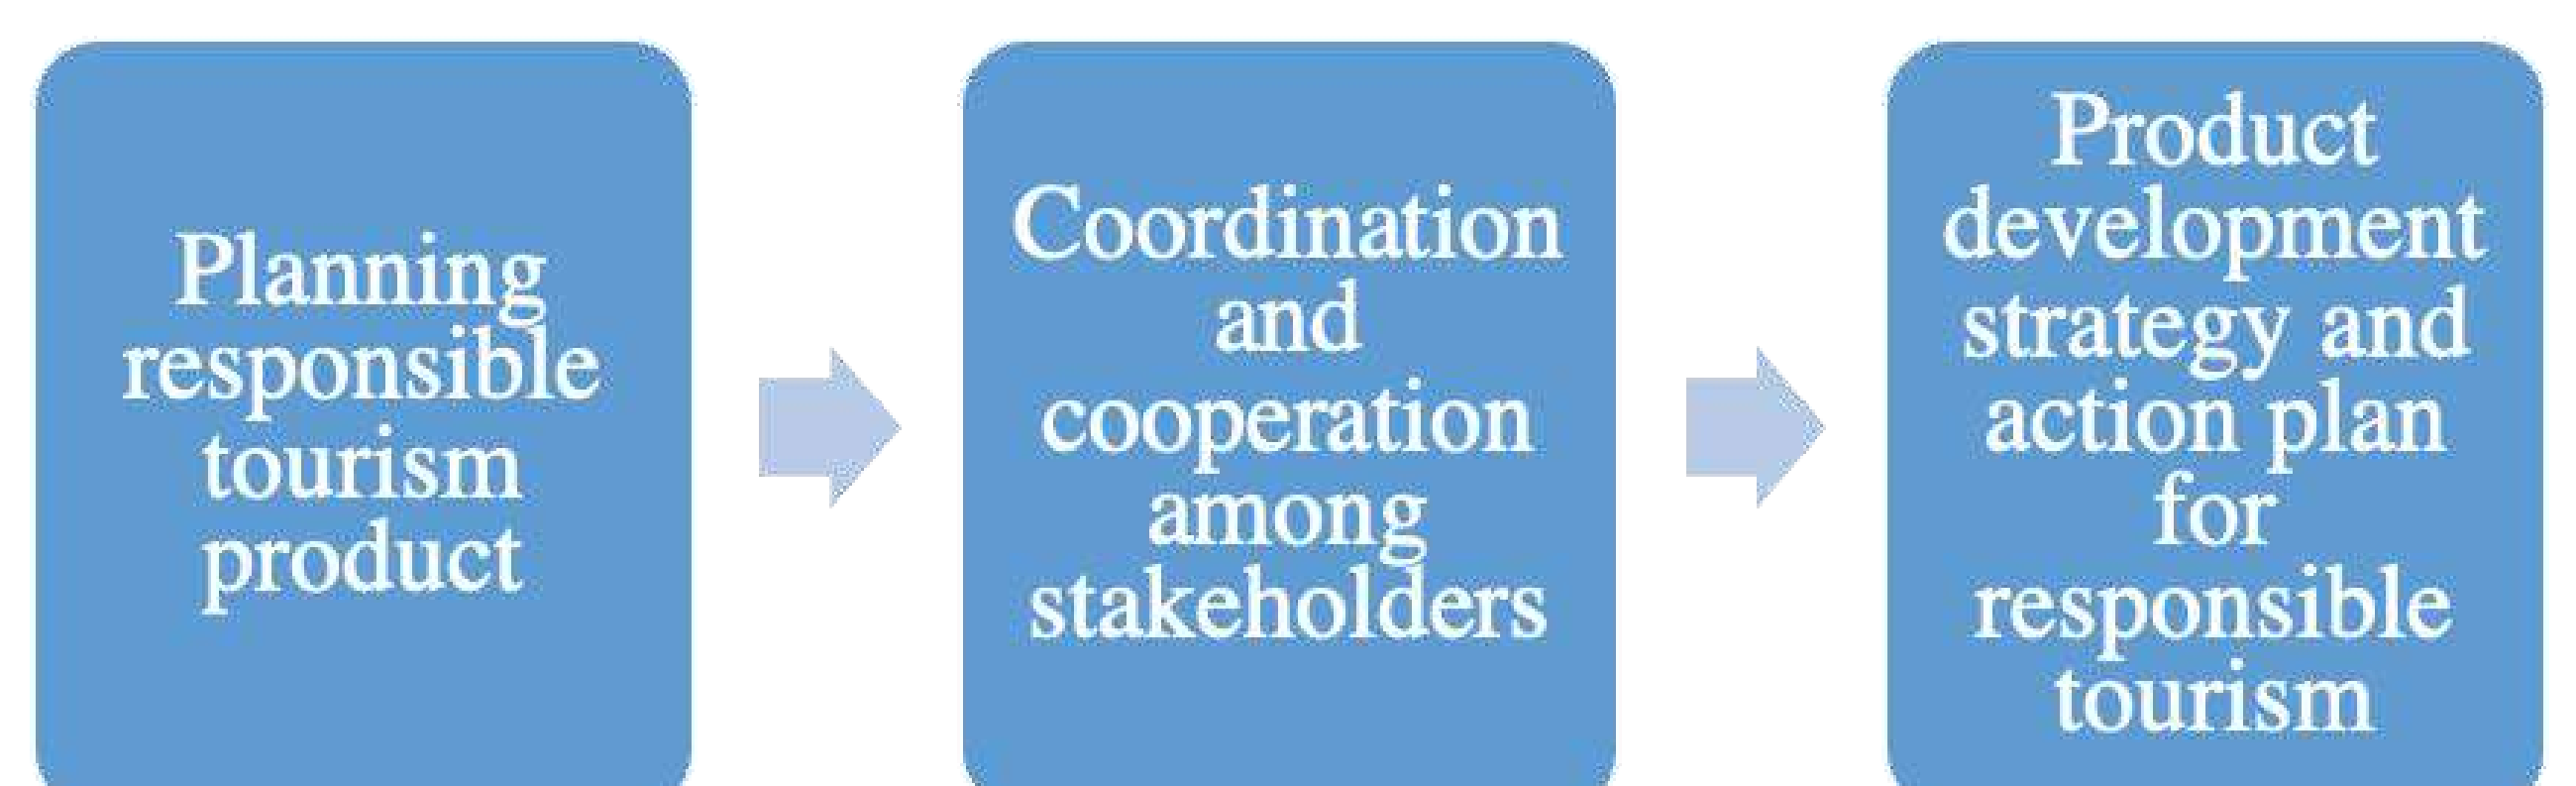 Planning
responsible
tourism
product
Coordination
and
cooperation
among
stakeholders
Product
development
strategy and
action plan
for
responsible
tourism